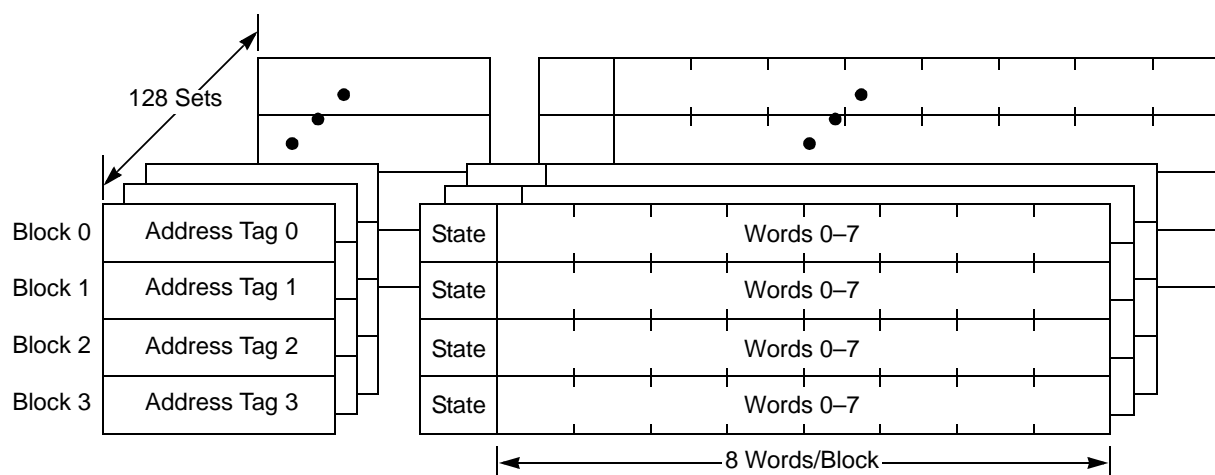 128 Sets
Block 0 Address Tag 0 State Words 0–7
Block 1 Address Tag 1 State Words 0–7
Block 2 Address Tag 2 State Words 0–7
Block 3 Address Tag 3 State Words 0–7
8 Words/Block